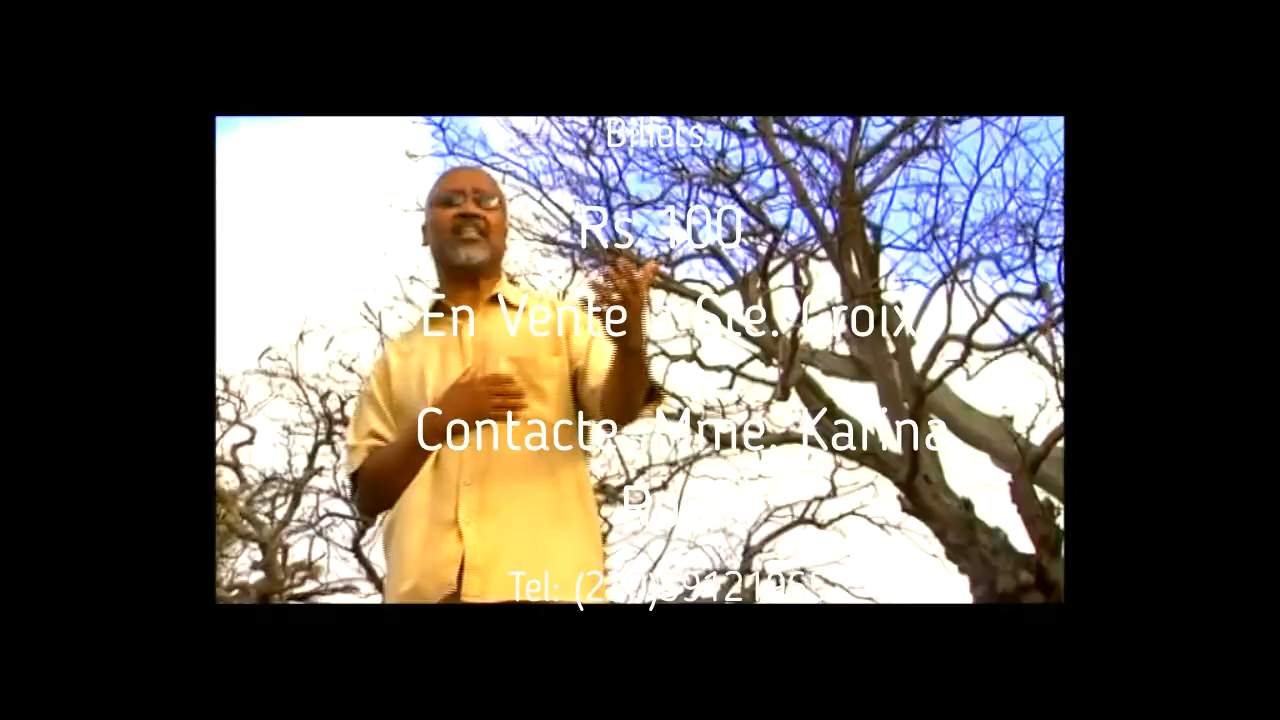 Billets
Rs 100
En Vente Ste. Croix
Contacte Mme. Karina
Tel: